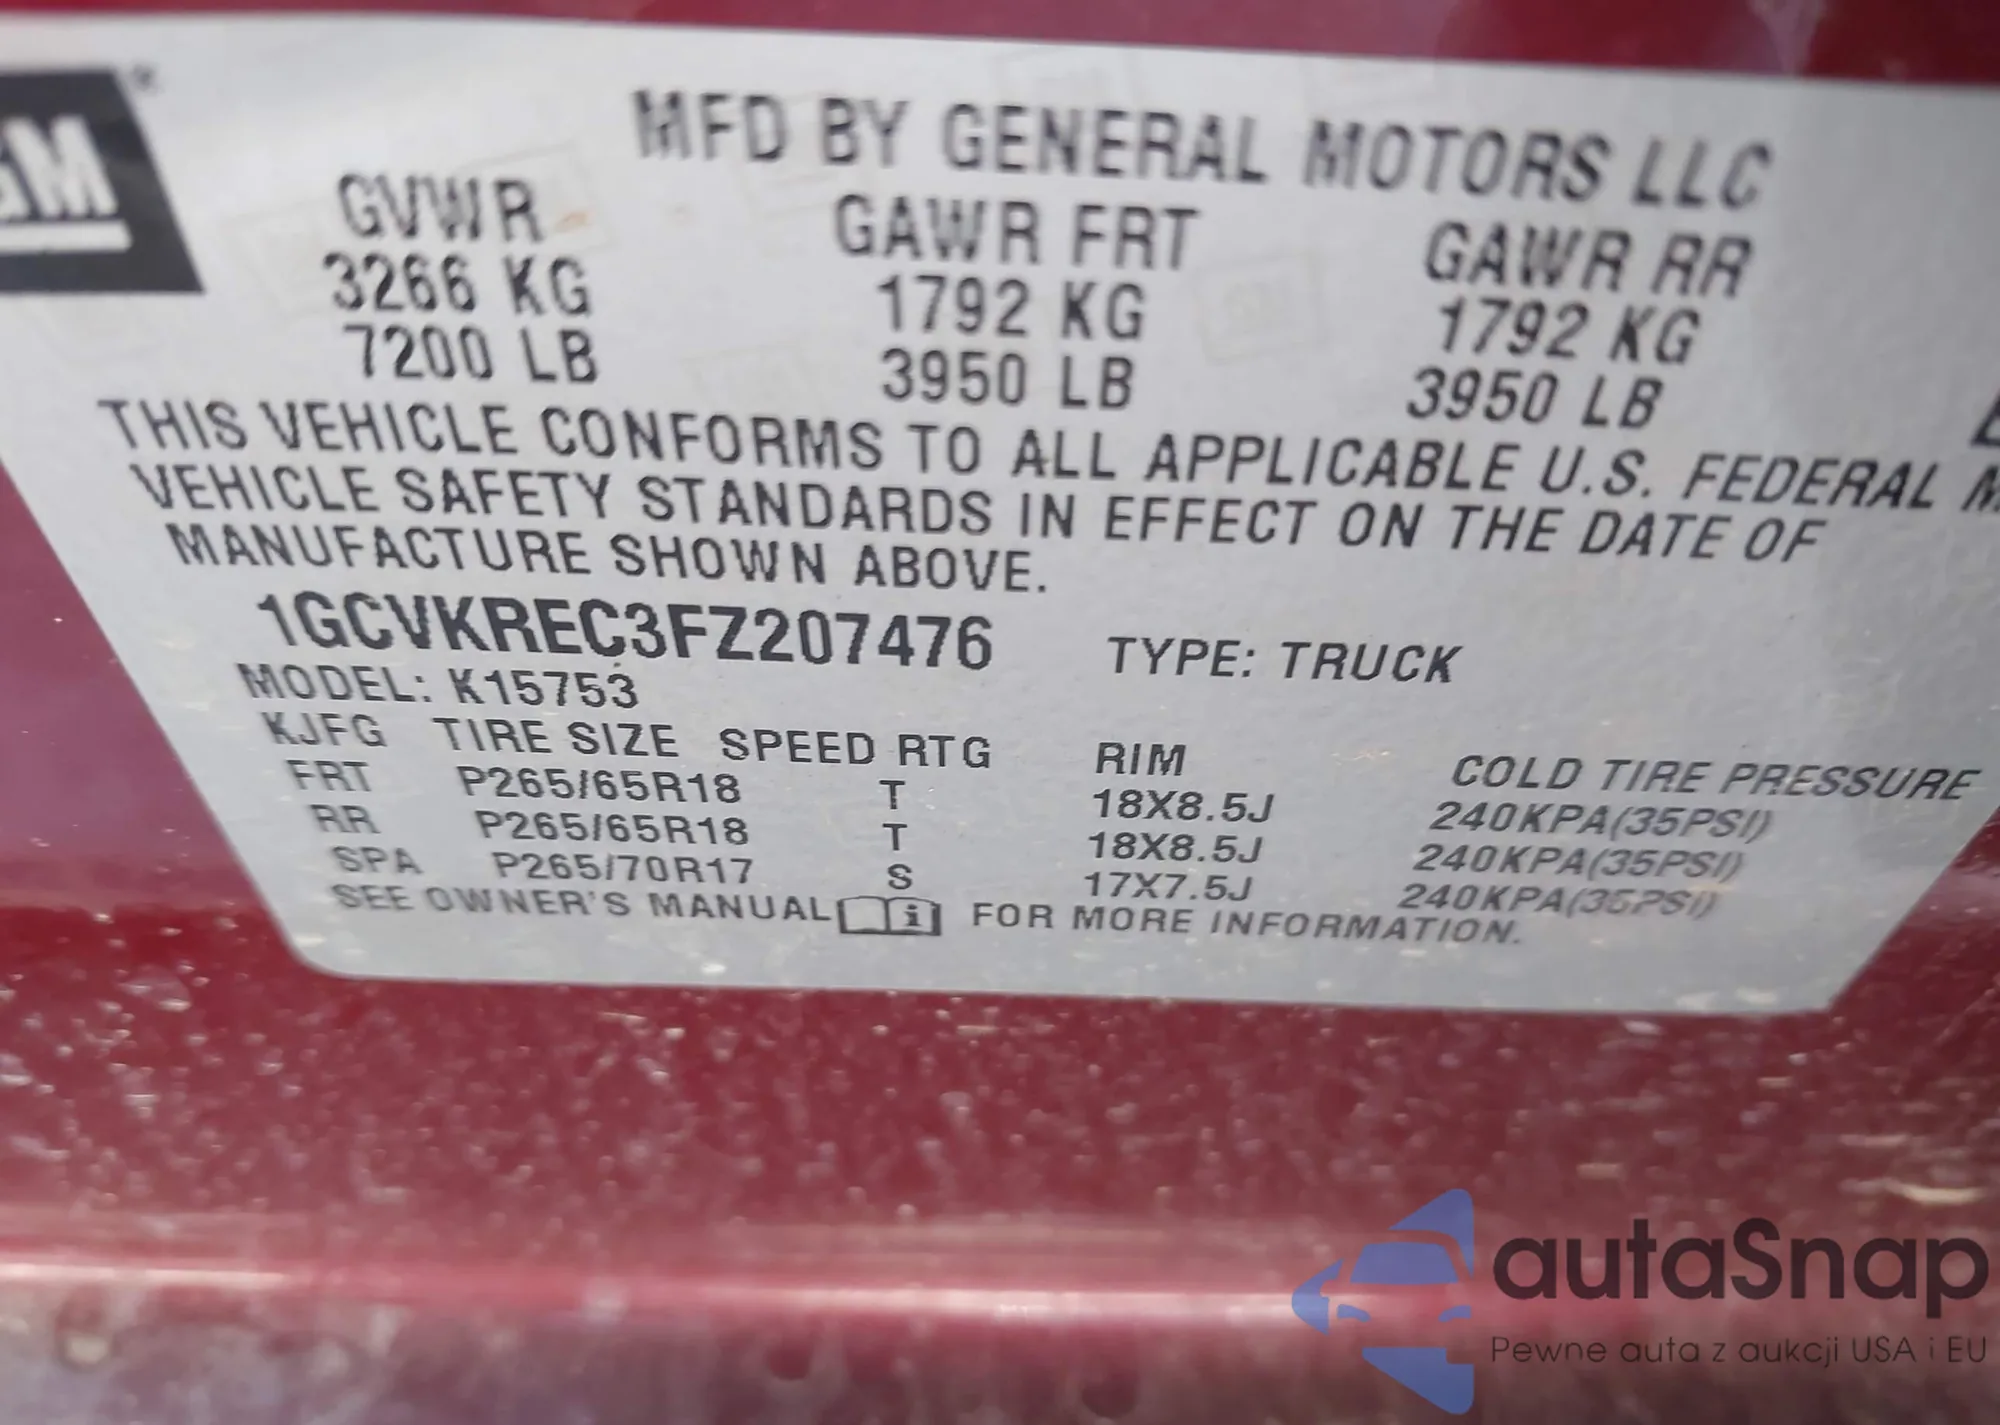 GM
MFD BY GENERAL MOTORS LLC
GVWR GAWR FRT GAWR RR
3266 KG 1792 KG 1792 KG
7200 LB 3950 LB 3950 LB
THIS VEHICLE CONFORMS TO ALL APPLICABLE U.S. FEDERAL
VEHICLE SAFETY STANDARDS IN EFFECT ON THE DATE OF
MANUFACTURE SHOWN ABOVE.
1GCVKREC3FZ207476 TYPE: TRUCK
MODEL: K15753
KJFG TIRE SIZE SPEED RTG RIM COLD TIRE PRESSURE
FRT P265/65R18 T 18X8.5J 240KPA(35PSI)
RR P265/65R18 T 18X8.5J 240KPA(35PSI)
SPA P265/70R17 S 17X7.5J 240KPA(35PSI)
SEE OWNER'S MANUAL i FOR MORE INFORMATION.
autaSnap
Pewne auta z aukcji USA i EU